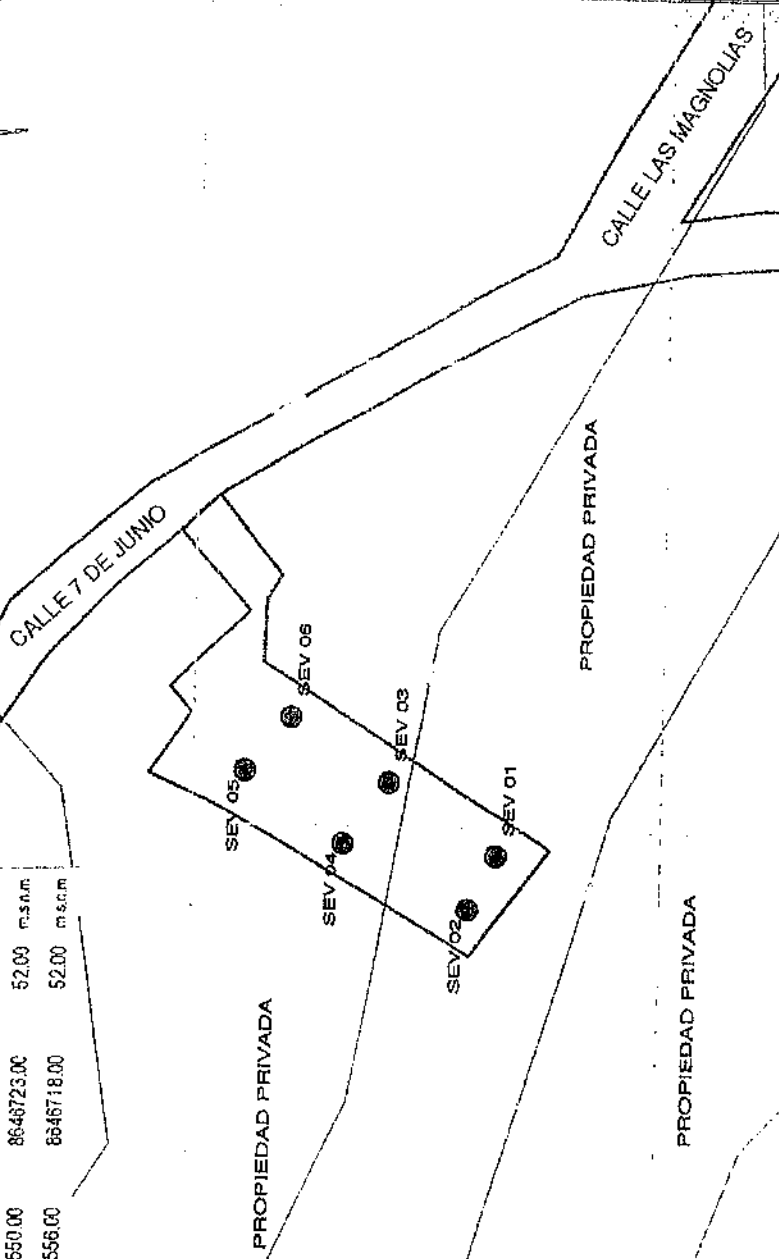 550.00 8646723.00 52.00 m.s.n.m
556.00 8646718.00 52.00 m.s.n.m
CALLE 7 DE JUNIO
CALLE LAS MAGNOLIAS
SEV 05
SEV 06
SEV 04
SEV 03
SEV 02
SEV 01
PROPIEDAD PRIVADA
PROPIEDAD PRIVADA
PROPIEDAD PRIVADA